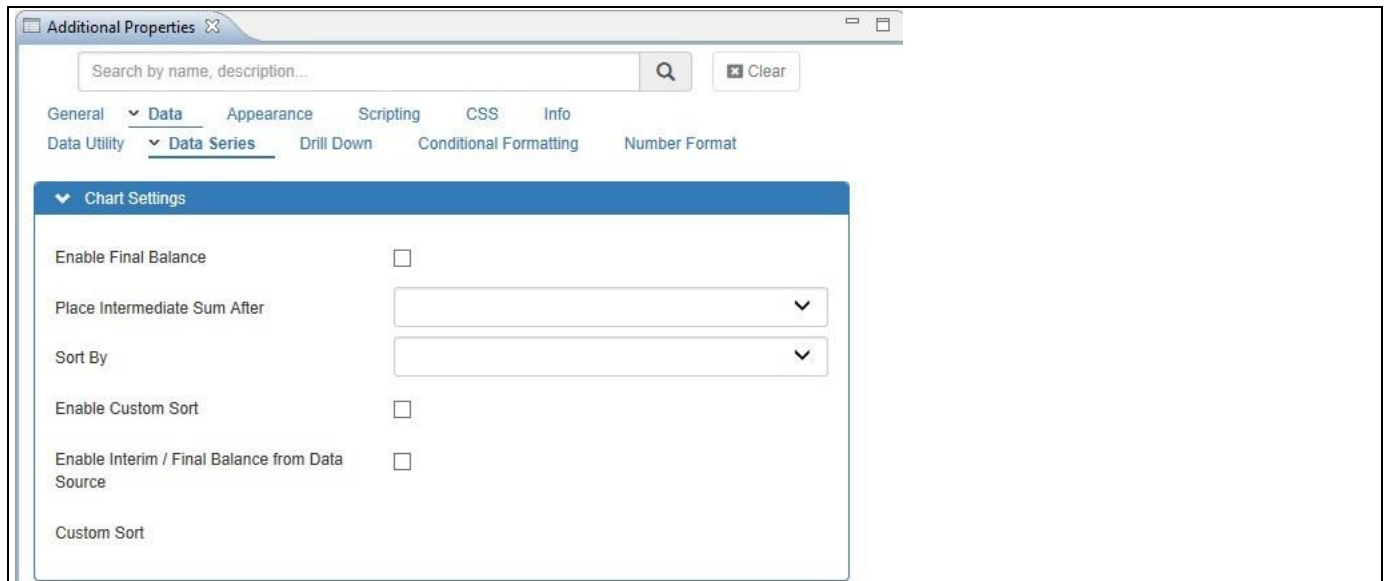 Additional Properties
Search by name, description...
Clear
General Data Appearance Scripting CSS Info
Data Utility Data Series Drill Down Conditional Formatting Number Format
Chart Settings
Enable Final Balance
Place Intermediate Sum After
Sort By
Enable Custom Sort
Enable Interim / Final Balance from Data
Source
Custom Sort